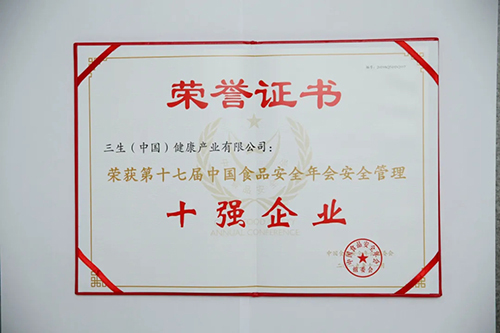 荣誉证书
三生（中国）健康产业有限公司：
荣获第十七届中国食品安全年会安全管理
十强企业